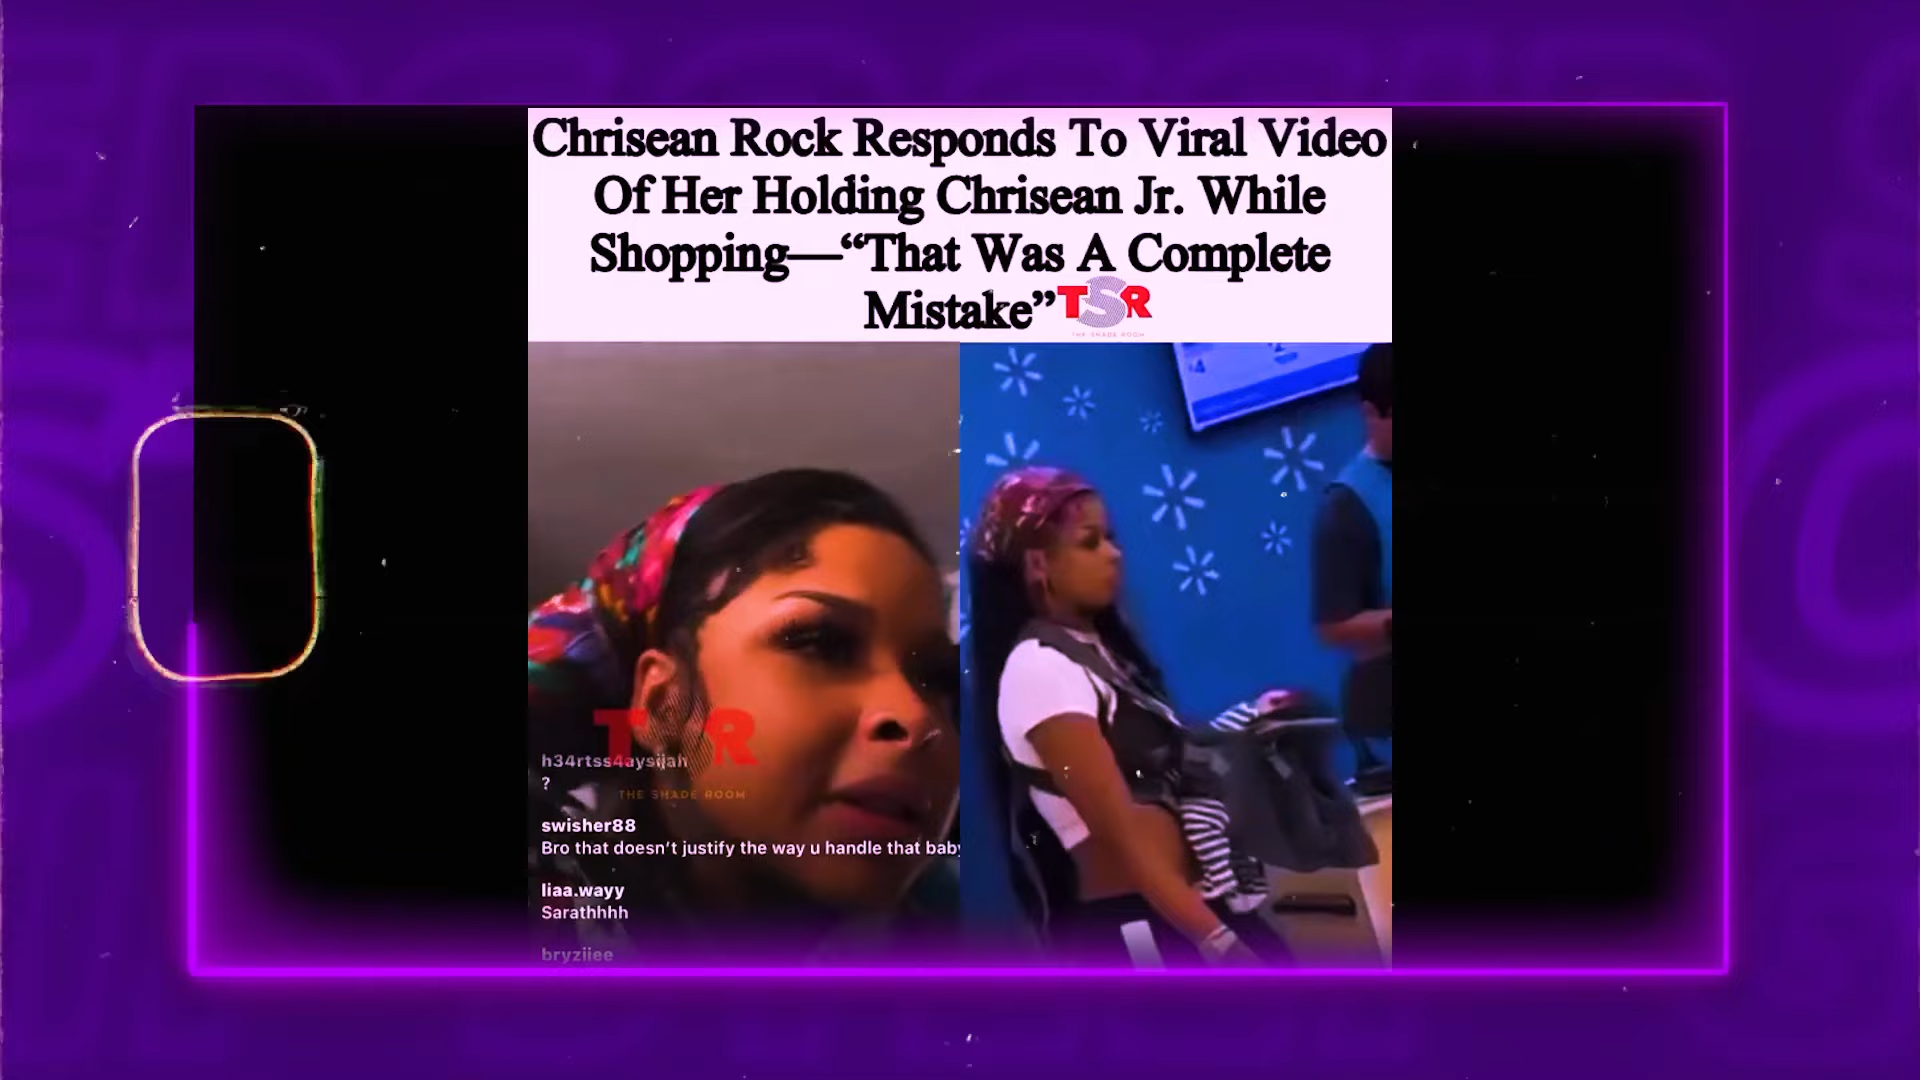 Chrisean Rock Responds To Viral Video
Of Her Holding Chrisean Jr. While
Shopping—“That Was A Complete
Mistake” TSR
THE SHADE ROOM
TSR
h34rtss4aysijah
?
THE SHADE ROOM
swisher88
Bro that doesn’t justify the way u handle that baby
liaa.wayy
Sarathhhh
bryziiee